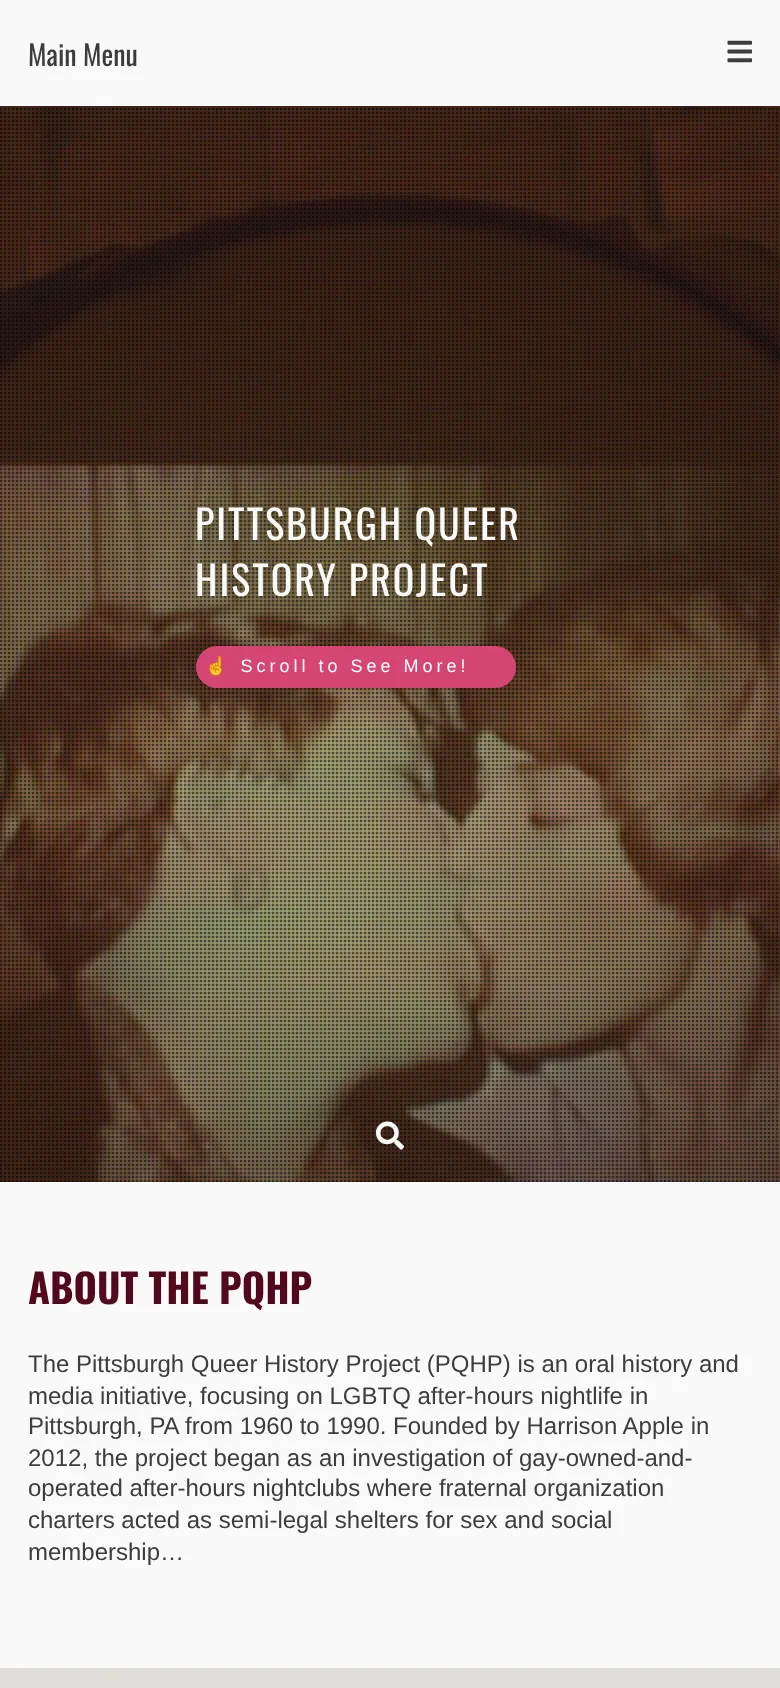 Main Menu
PITTSBURGH QUEER
HISTORY PROJECT
☝ Scroll to See More!
ABOUT THE PQHP
The Pittsburgh Queer History Project (PQHP) is an oral history and
media initiative, focusing on LGBTQ after-hours nightlife in
Pittsburgh, PA from 1960 to 1990. Founded by Harrison Apple in
2012, the project began as an investigation of gay-owned-and-
operated after-hours nightclubs where fraternal organization
charters acted as semi-legal shelters for sex and social
membership…